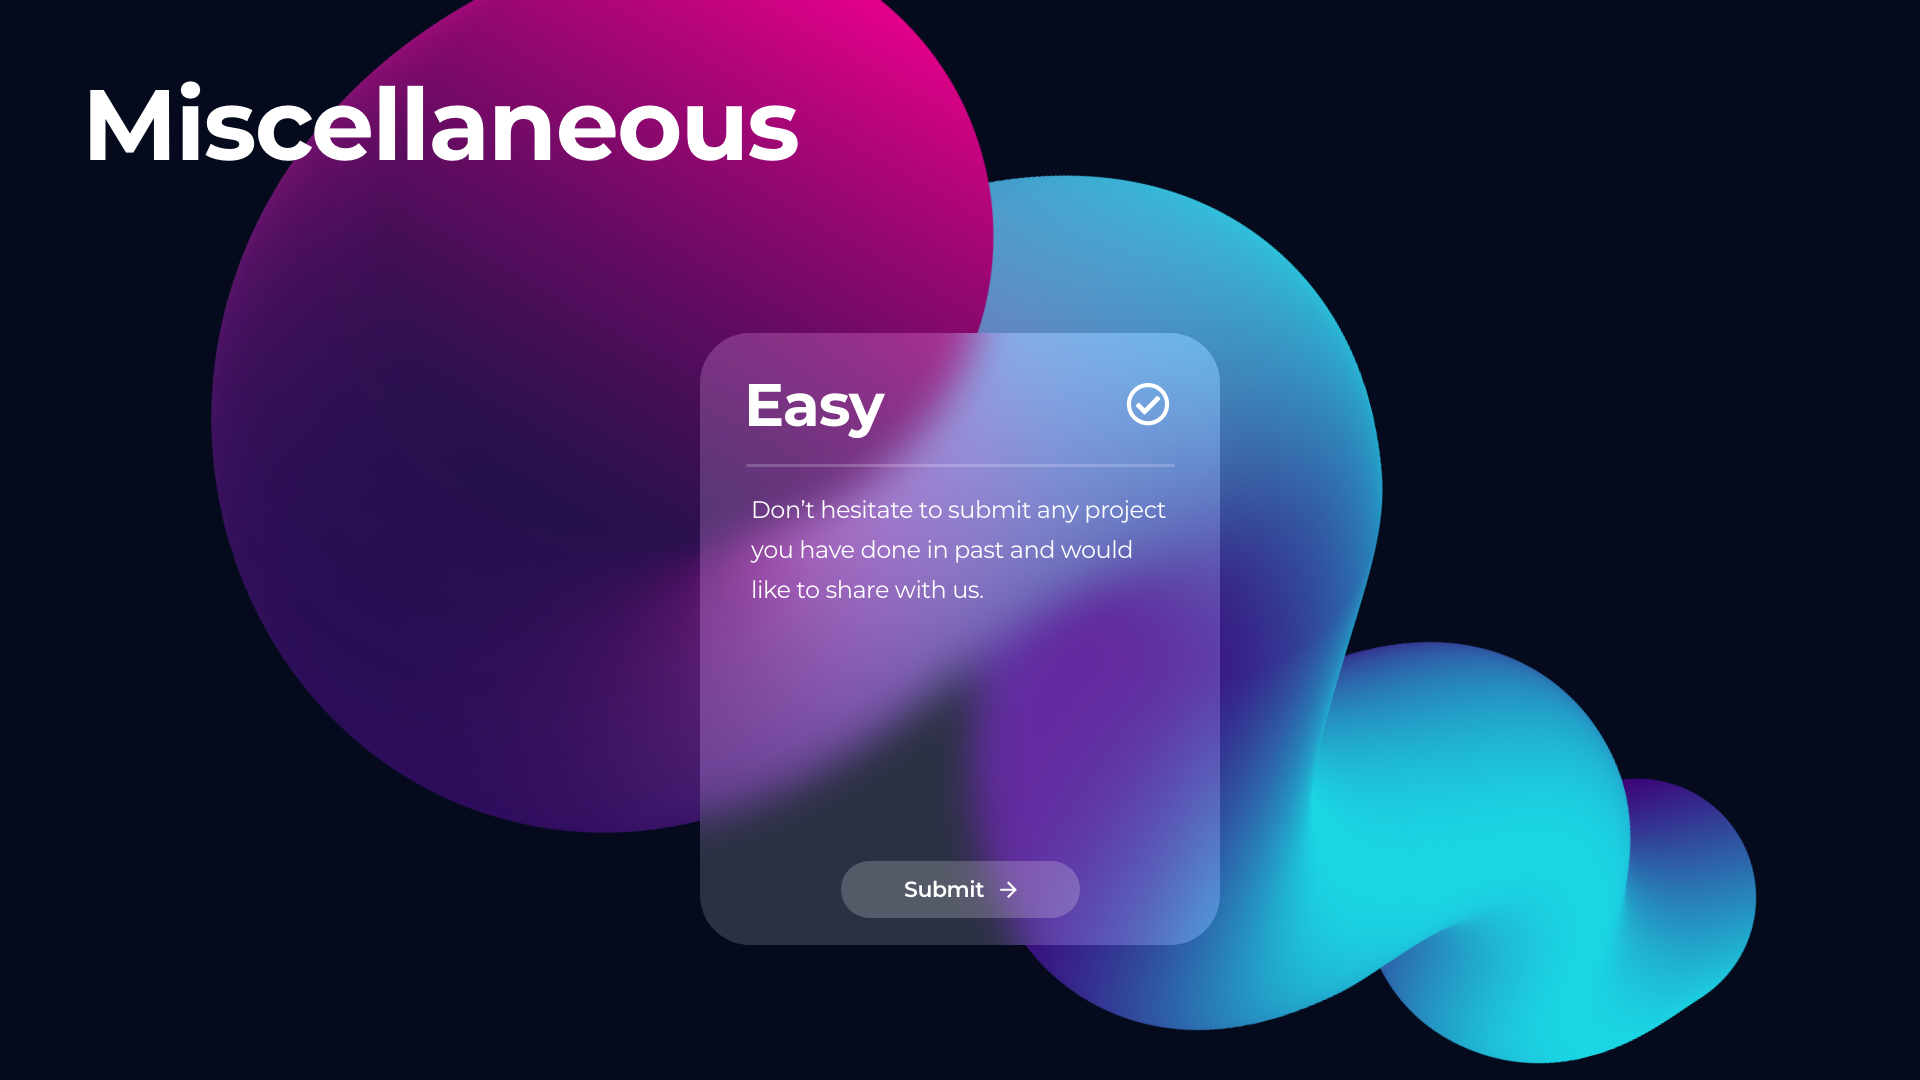 Miscellaneous
Easy
Don’t hesitate to submit any project
you have done in past and would
like to share with us.
Submit →